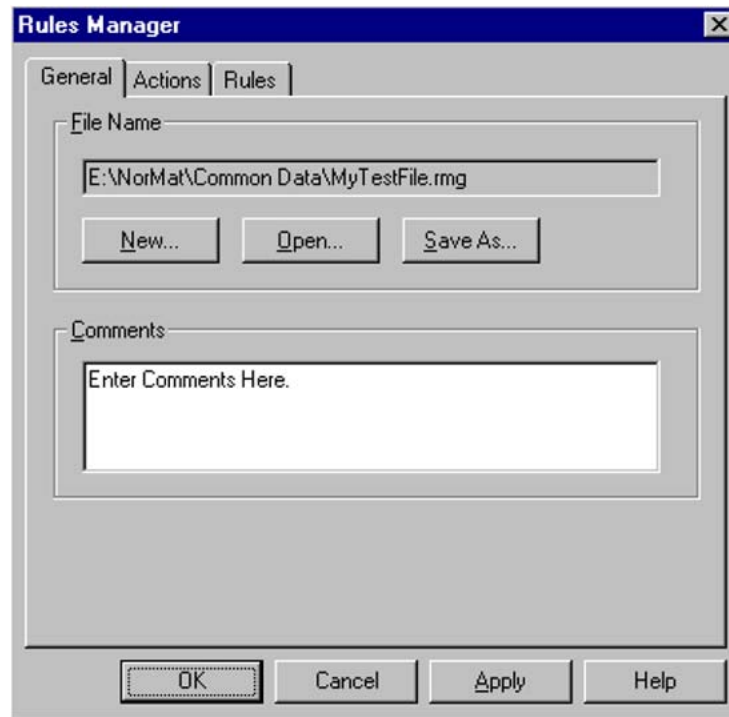 Rules Manager
General Actions Rules
File Name
E:\NorMat\Common Data\MyTestFile.rmg
New... Open... Save As...
Comments
Enter Comments Here.
OK Cancel Apply Help